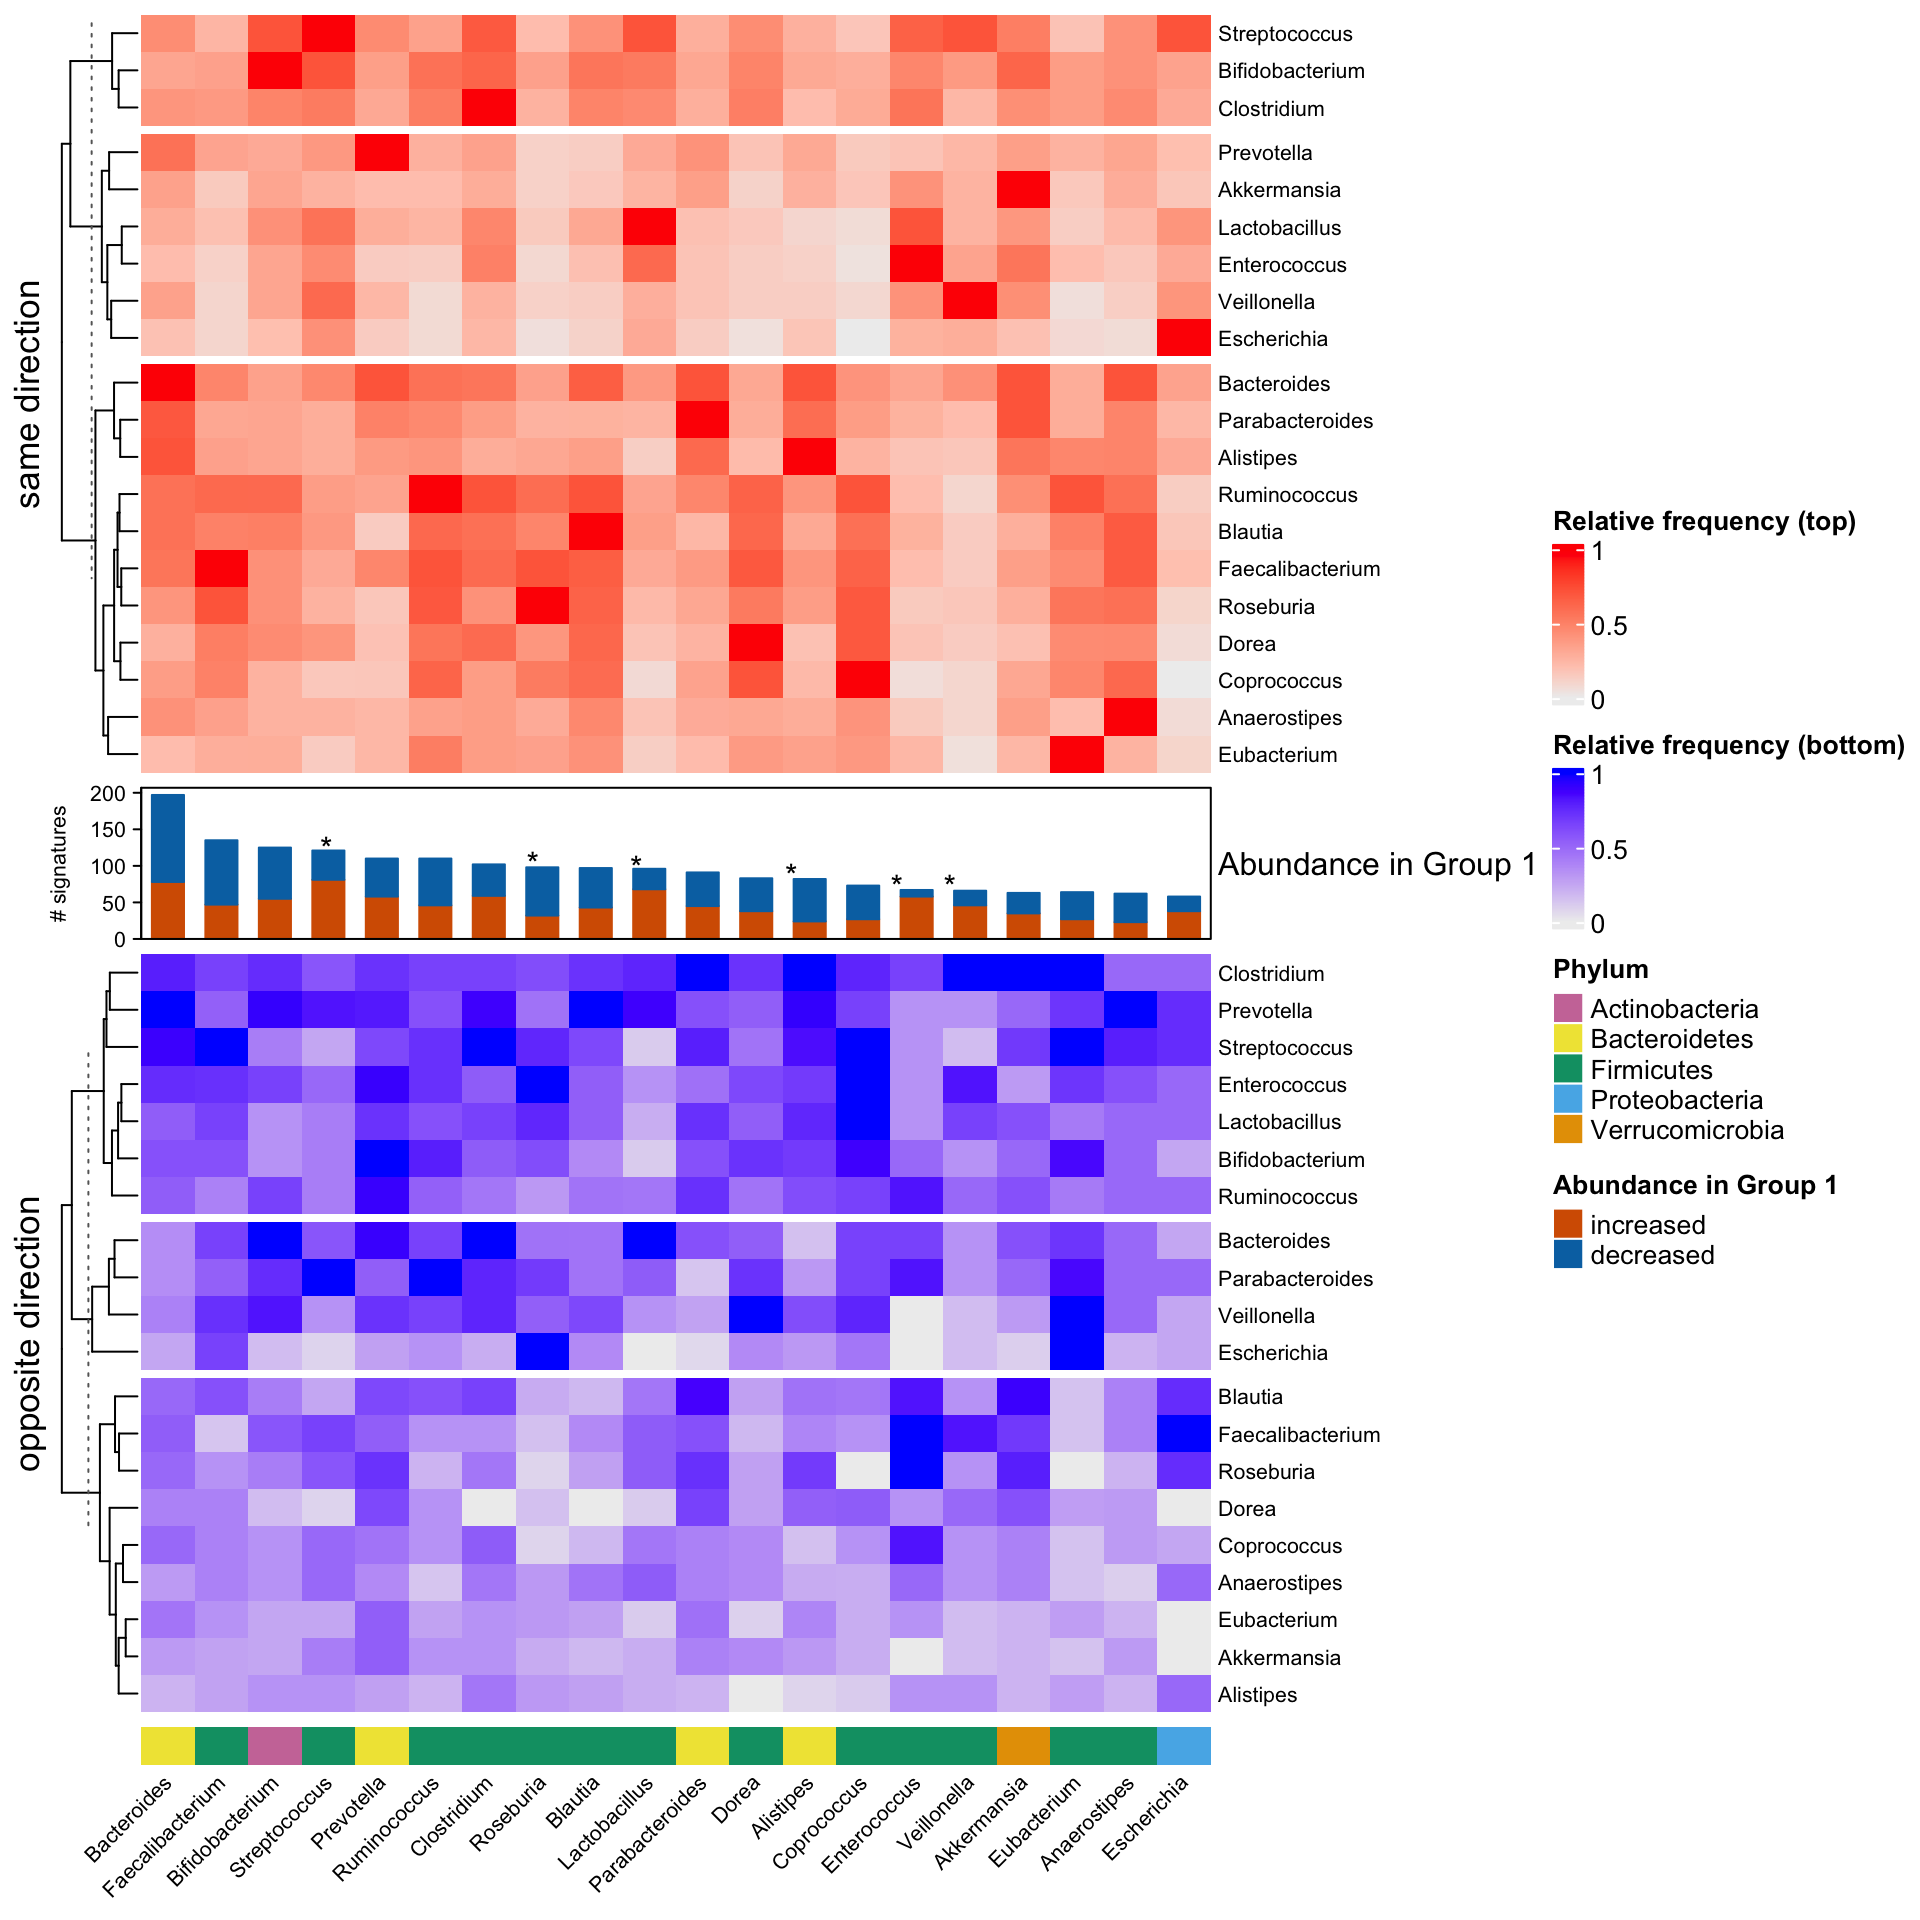 same direction
Streptococcus
Bifidobacterium
Clostridium
Prevotella
Akkermansia
Lactobacillus
Enterococcus
Veillonella
Escherichia
Bacteroides
Parabacteroides
Alistipes
Ruminococcus
Blautia
Faecalibacterium
Roseburia
Dorea
Coprococcus
Anaerostipes
Eubacterium
# signatures
200
150
100
50
0
* * * * * *
Abundance in Group 1
opposite direction
Clostridium
Prevotella
Streptococcus
Enterococcus
Lactobacillus
Bifidobacterium
Ruminococcus
Bacteroides
Parabacteroides
Veillonella
Escherichia
Blautia
Faecalibacterium
Roseburia
Dorea
Coprococcus
Anaerostipes
Eubacterium
Akkermansia
Alistipes
Bacteroides
Faecalibacterium
Bifidobacterium
Streptococcus
Prevotella
Ruminococcus
Clostridium
Roseburia
Blautia
Lactobacillus
Parabacteroides
Dorea
Alistipes
Coprococcus
Enterococcus
Veillonella
Akkermansia
Eubacterium
Anaerostipes
Escherichia
Relative frequency (top)
1
0.5
0
Relative frequency (bottom)
1
0.5
0
Phylum
Actinobacteria
Bacteroidetes
Firmicutes
Proteobacteria
Verrucomicrobia
Abundance in Group 1
increased
decreased